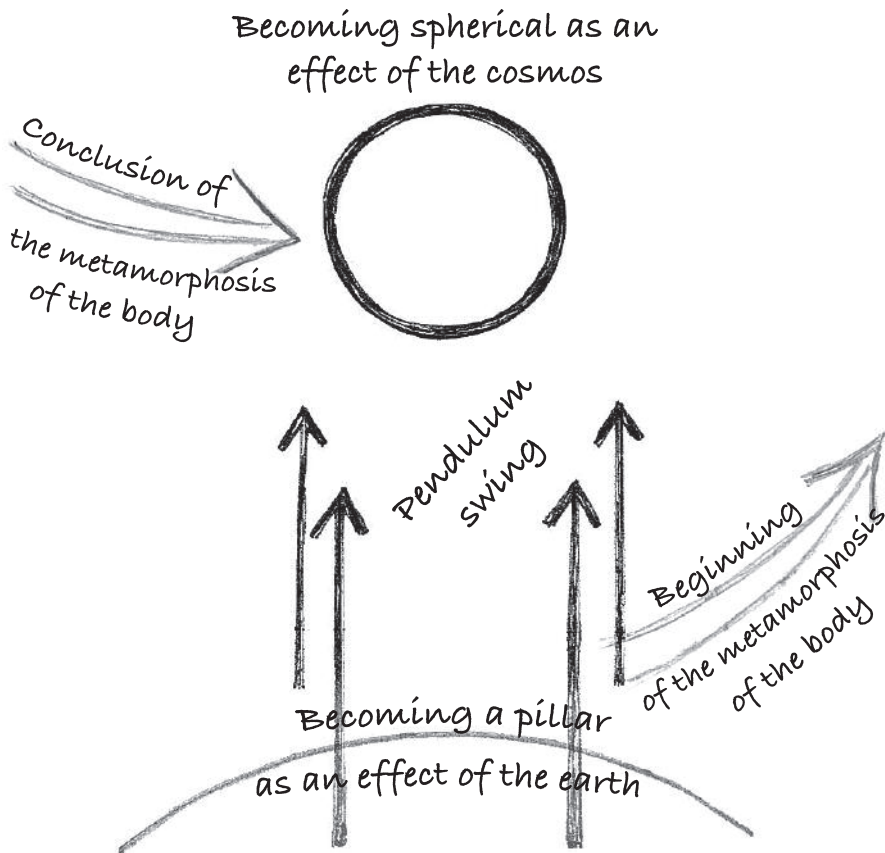 Becoming spherical as an
effect of the cosmos
Conclusion of
the metamorphosis
of the body
Pendulum
swing
Beginning
of the metamorphosis
of the body
Becoming a pillar
as an effect of the earth